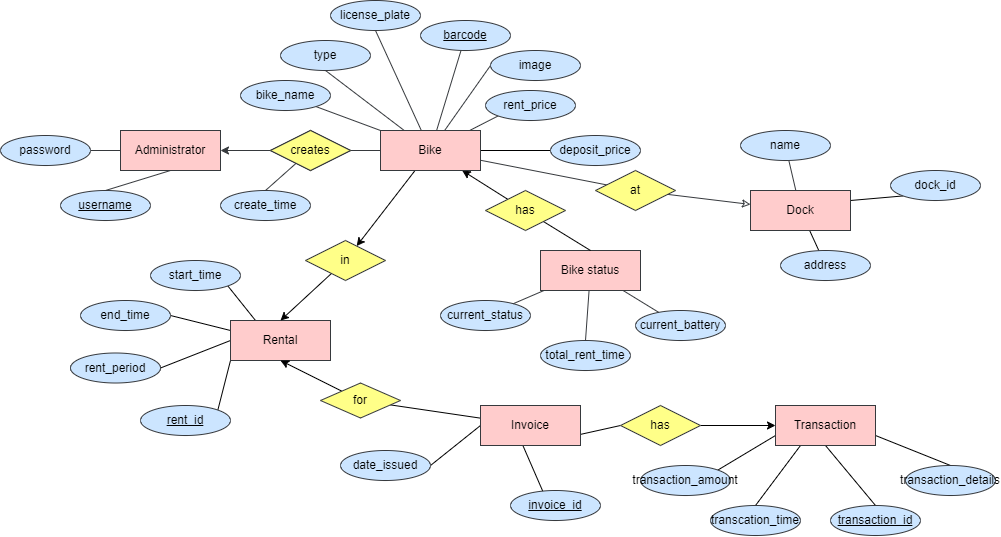 license_plate
barcode
type
image
bike_name
rent_price
password
Administrator
creates
Bike
deposit_price
name
username
create_time
has
at
Dock
dock_id
in
Bike status
address
start_time
end_time
current_status
current_battery
Rental
total_rent_time
rent_period
rent_id
for
Invoice
has
Transaction
date_issued
transaction_amount
transaction_details
invoice_id
transcation_time
transaction_id